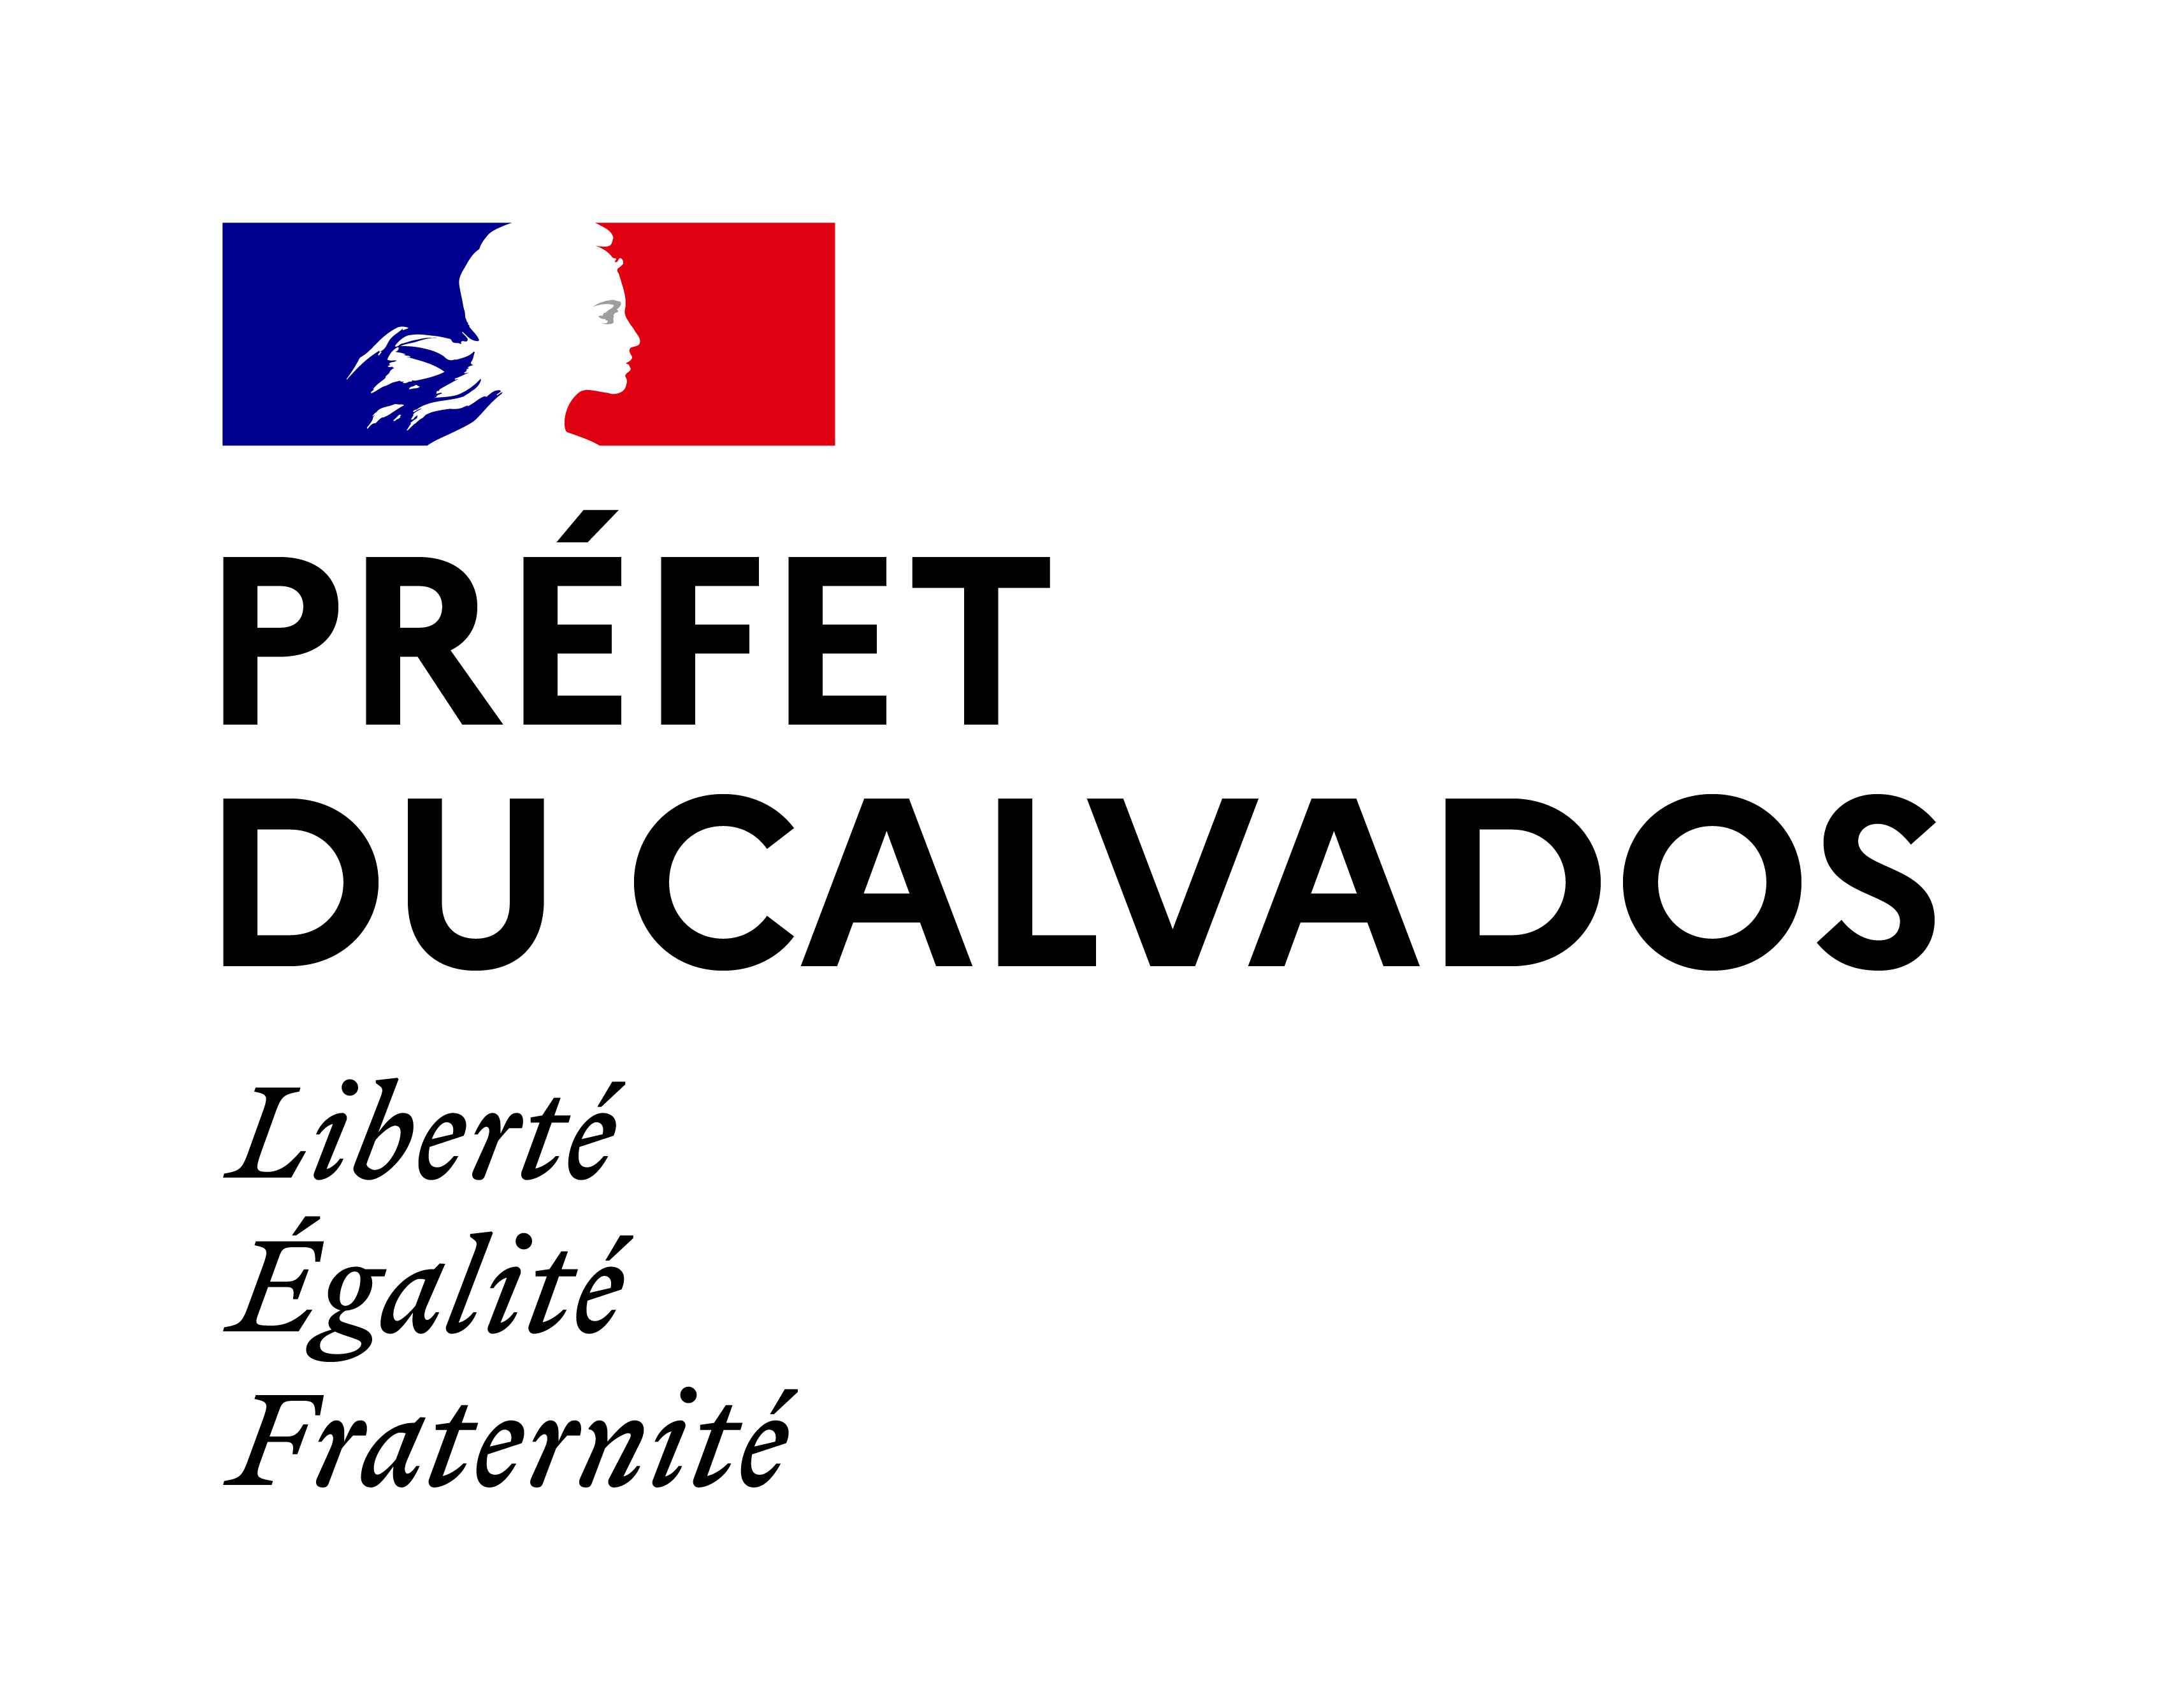 PRÉFET
DU CALVADOS
Liberté
Égalité
Fraternité